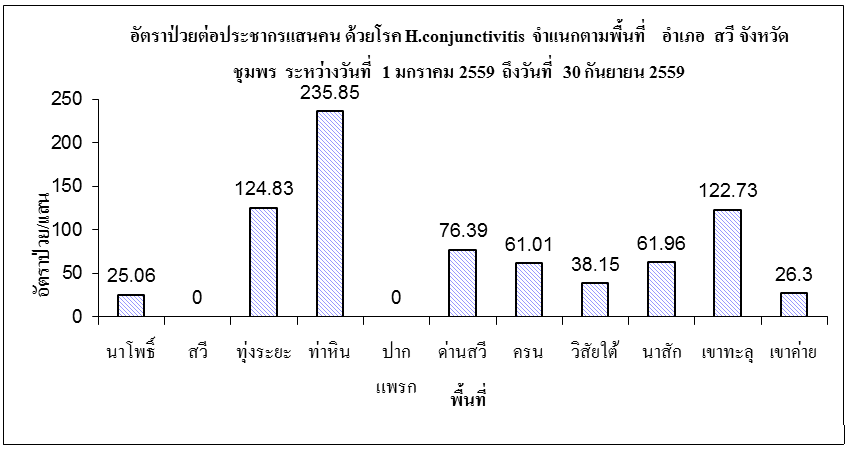 อัตราป่วยต่อประชากรแสนคน ด้วยโรค H.conjunctivitis จำแนกตามพื้นที่ อำเภอ สวี จังหวัด
ชุมพร ระหว่างวันที่ 1 มกราคม 2559 ถึงวันที่ 30 กันยายน 2559
อัตราป่วย/แสน
250
200
150
100
50
0
25.06
0
124.83
235.85
0
76.39
61.01
38.15
61.96
122.73
26.3
นาโพธิ์ สวี ทุ่งระยะ ท่าหิน ปาก ด่านสวี ครน วิสัยใต้ นาสัก เขาทะลุ เขาค่าย
แพรก
พื้นที่